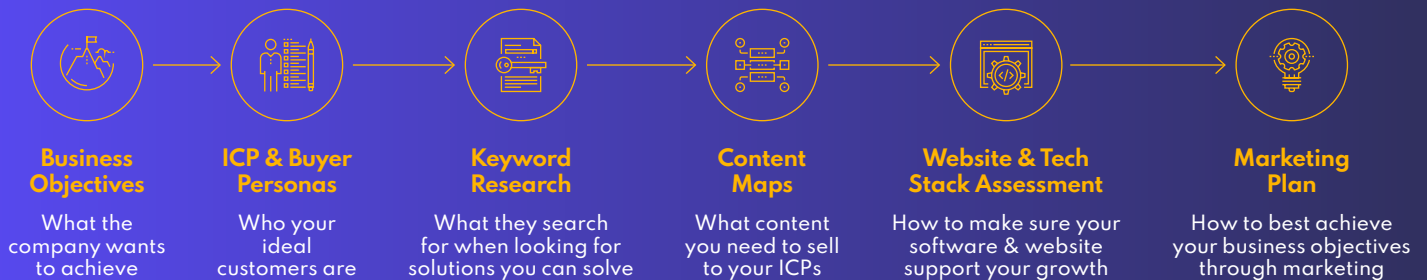 Business
Objectives
What the
company wants
to achieve
ICP & Buyer
Personas
Who your
ideal
customers are
Keyword
Research
What they search
for when looking for
solutions you can solve
Content
Maps
What content
you need to sell
to your ICPs
Website & Tech
Stack Assessment
How to make sure your
software & website
support your growth
Marketing
Plan
How to best achieve
your business objectives
through marketing